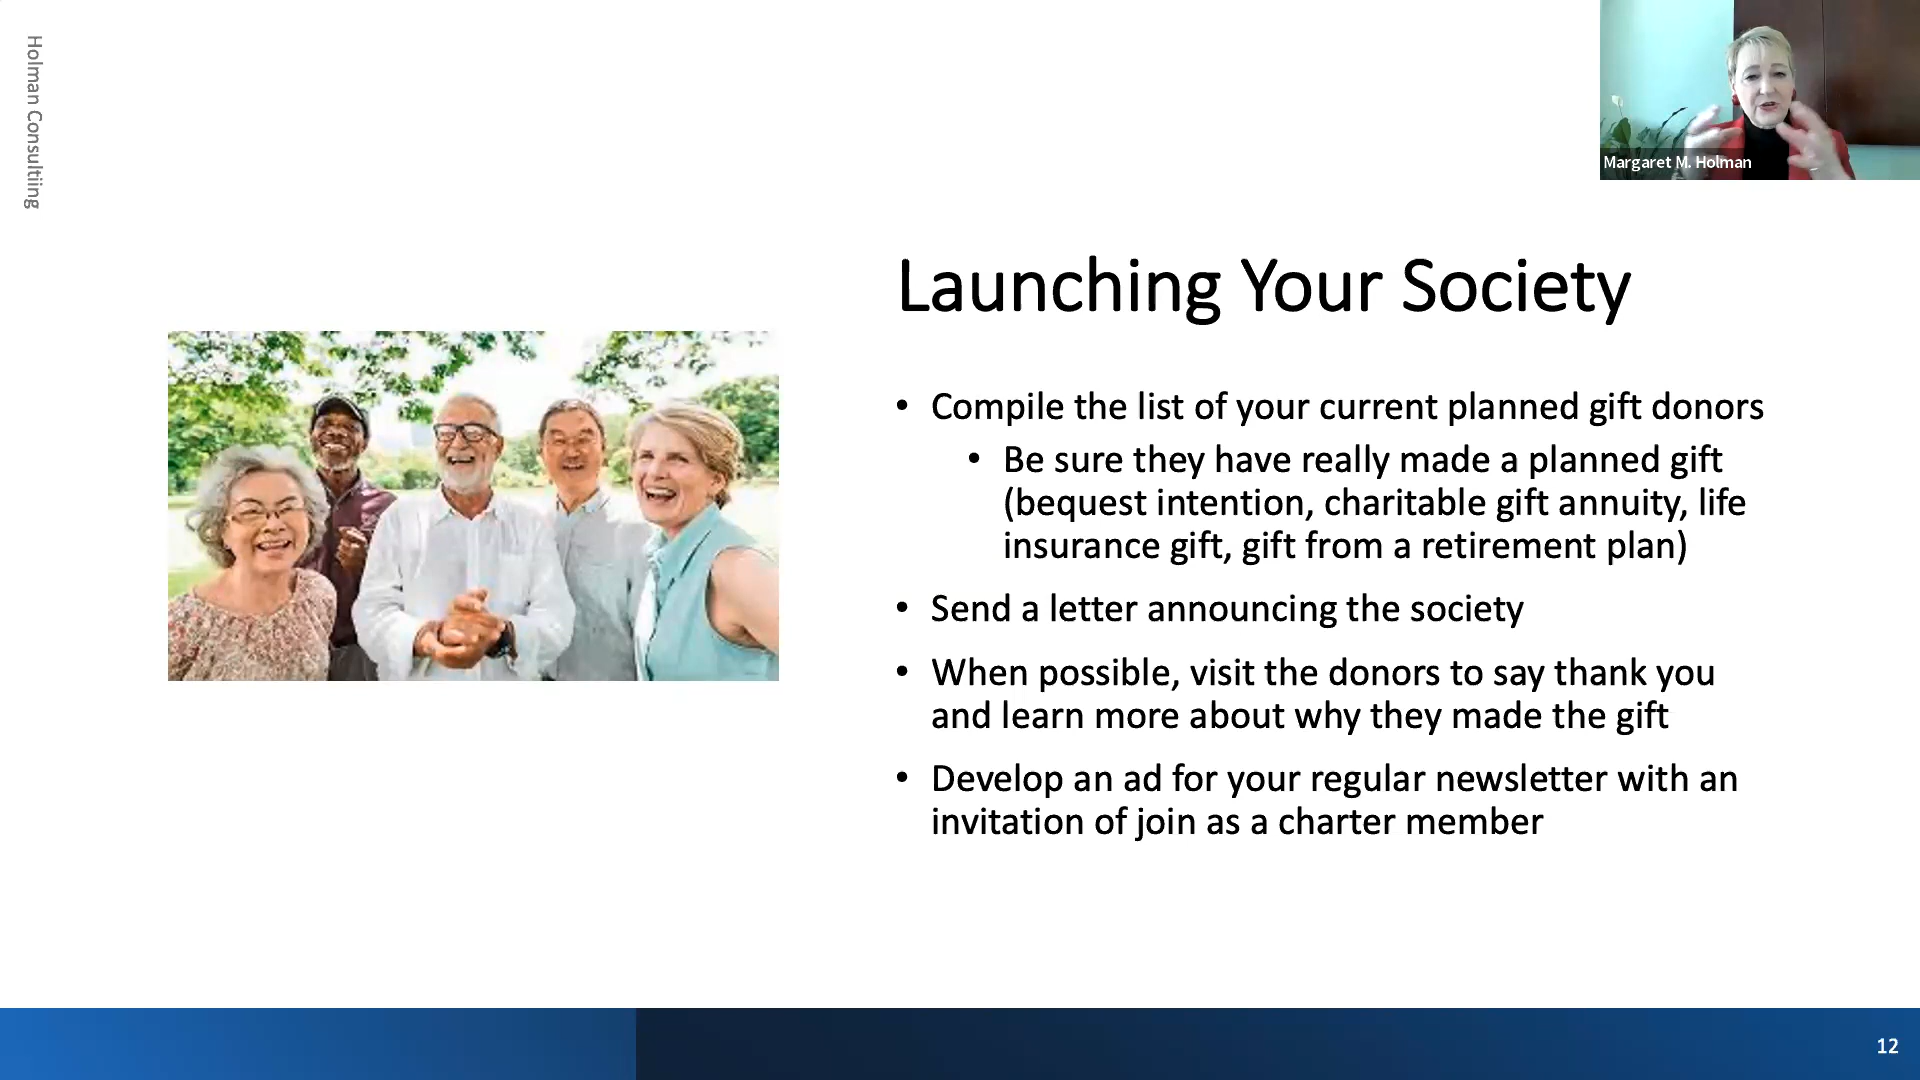 Holman Consultiing
Margaret M. Holman
Launching Your Society
• Compile the list of your current planned gift donors
• Be sure they have really made a planned gift
(bequest intention, charitable gift annuity, life
insurance gift, gift from a retirement plan)
• Send a letter announcing the society
• When possible, visit the donors to say thank you
and learn more about why they made the gift
• Develop an ad for your regular newsletter with an
invitation of join as a charter member
12